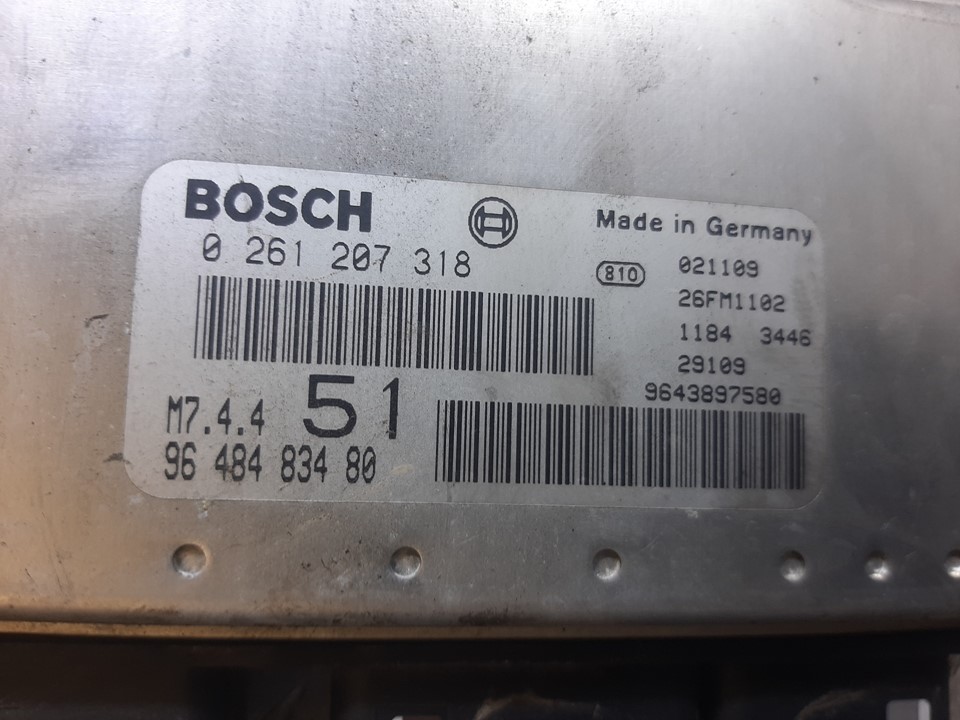 BOSCH
Made in Germany
0 261 207 318
810
021109
26FM1102
1184 3446
29109
9643897580
M7.4.4
51
96 484 834 80